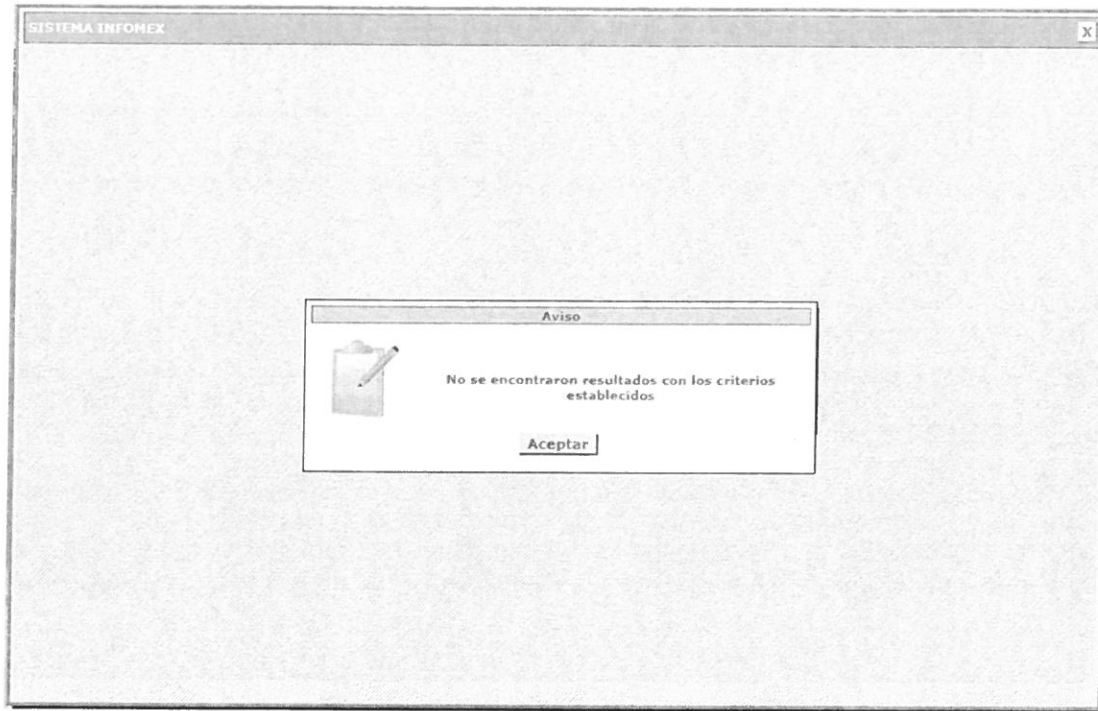 SISTEMA INFOMEX
X
Aviso
No se encontraron resultados con los criterios
establecidos
Aceptar